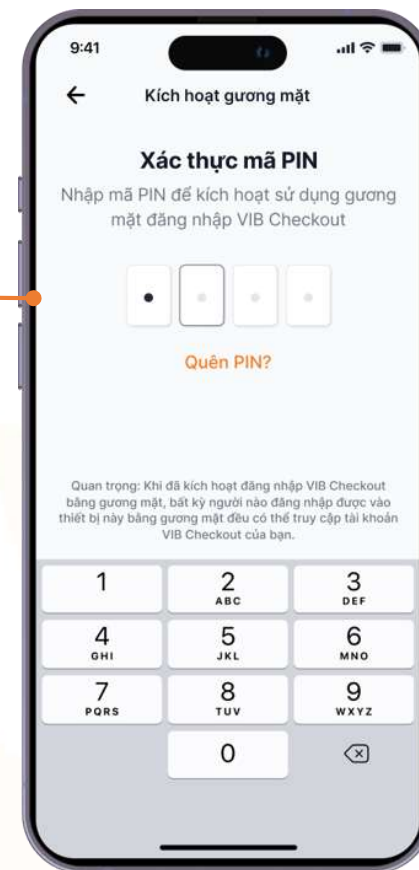 9:41
Kích hoạt gương mặt
Xác thực mã PIN
Nhập mã PIN để kích hoạt sử dụng gương
mặt đăng nhập VIB Checkout
Quên PIN?
Quan trọng: Khi đã kích hoạt đăng nhập VIB Checkout
bằng gương mặt, bất kỳ người nào đăng nhập được vào
thiết bị này bằng gương mặt đều có thể truy cập tài khoản
VIB Checkout của bạn.
1 2 3
ABC DEF
4 5 6
GHI JKL MNO
7 8 9
PQRS TUV WXYZ
0